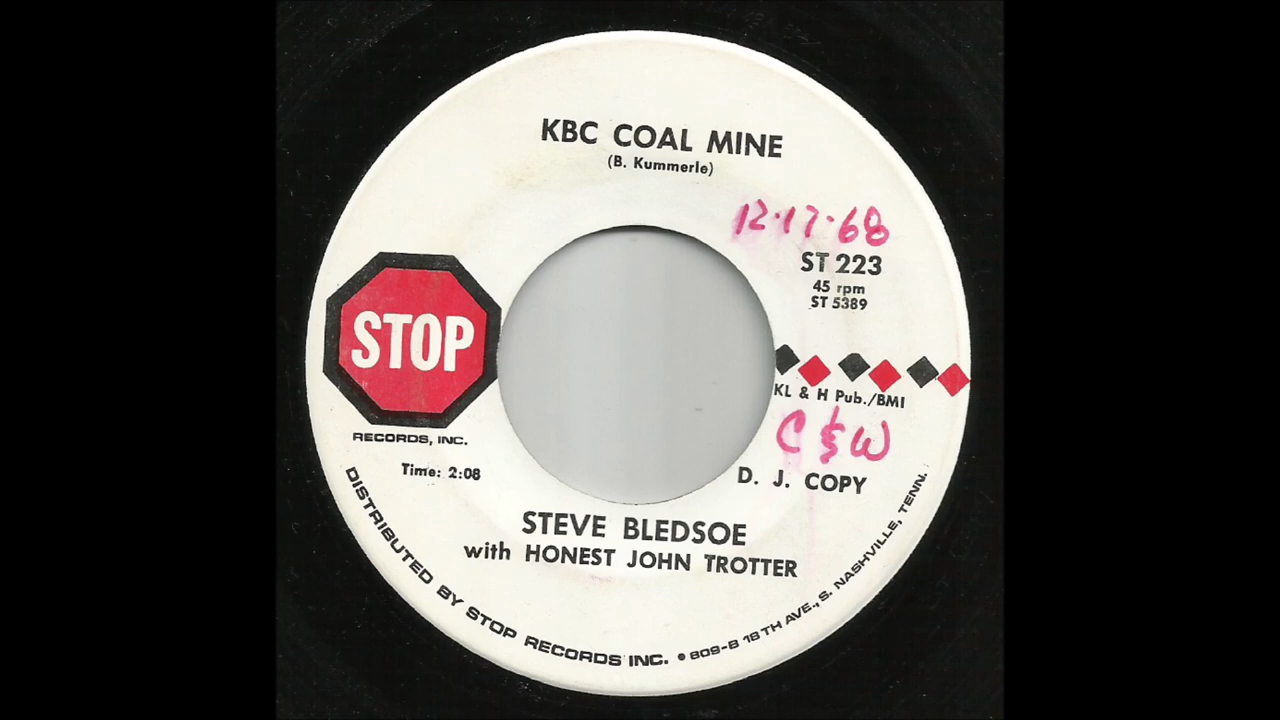 KBC COAL MINE
(B. Kummerle)
12·17·68
ST 223
45 rpm
ST 5389
STOP
RECORDS, INC.
Time: 2:08
KL & H Pub./BMI
C & W
D. J. COPY
STEVE BLEDSOE
with HONEST JOHN TROTTER
DISTRIBUTED BY STOP RECORDS INC. • 809-B 18TH AVE., S. NASHVILLE, TENN.